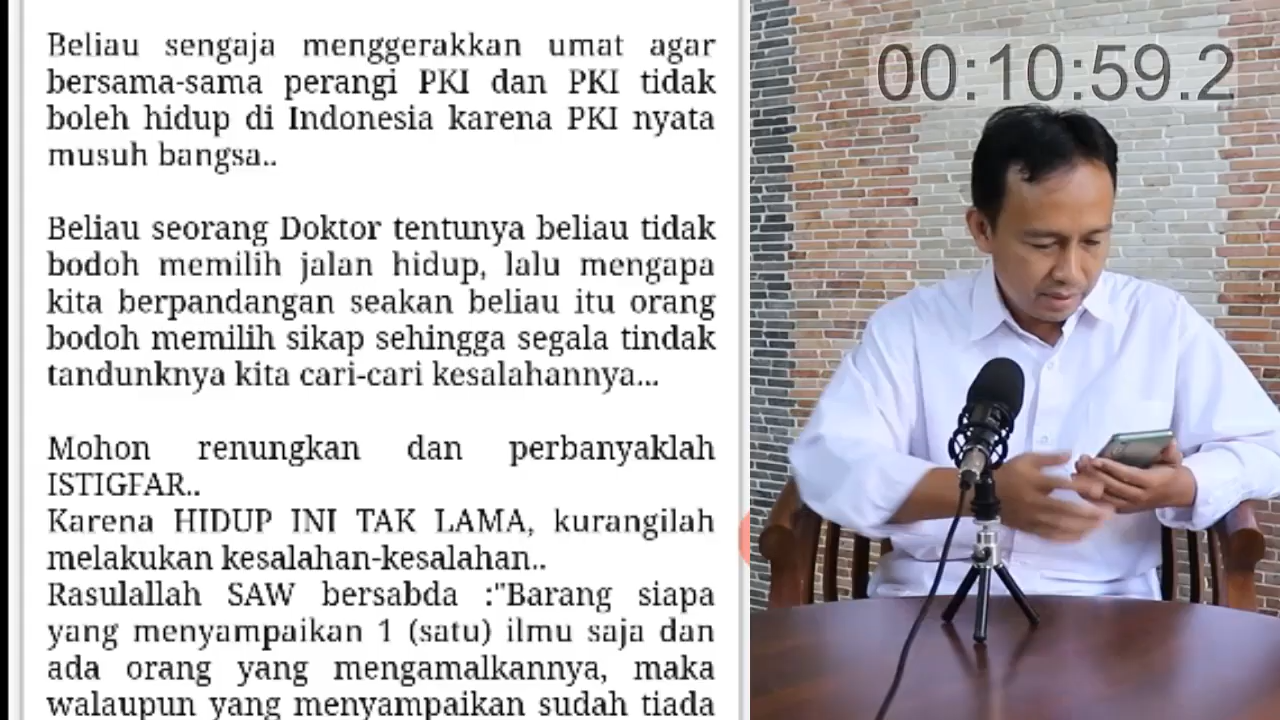 Beliau sengaja menggerakkan umat agar
bersama-sama perangi PKI dan PKI tidak
boleh hidup di Indonesia karena PKI nyata
musuh bangsa..
Beliau seorang Doktor tentunya beliau tidak
bodoh memilih jalan hidup, lalu mengapa
kita berpandangan seakan beliau itu orang
bodoh memilih sikap sehingga segala tindak
tandunknya kita cari-cari kesalahannya...
Mohon renungkan dan perbanyaklah
ISTIGFAR..
Karena HIDUP INI TAK LAMA, kurangilah
melakukan kesalahan-kesalahan..
Rasulallah SAW bersabda :"Barang siapa
yang menyampaikan 1 (satu) ilmu saja dan
ada orang yang mengamalkannya, maka
walaupun yang menyampaikan sudah tiada
00:10:59.2